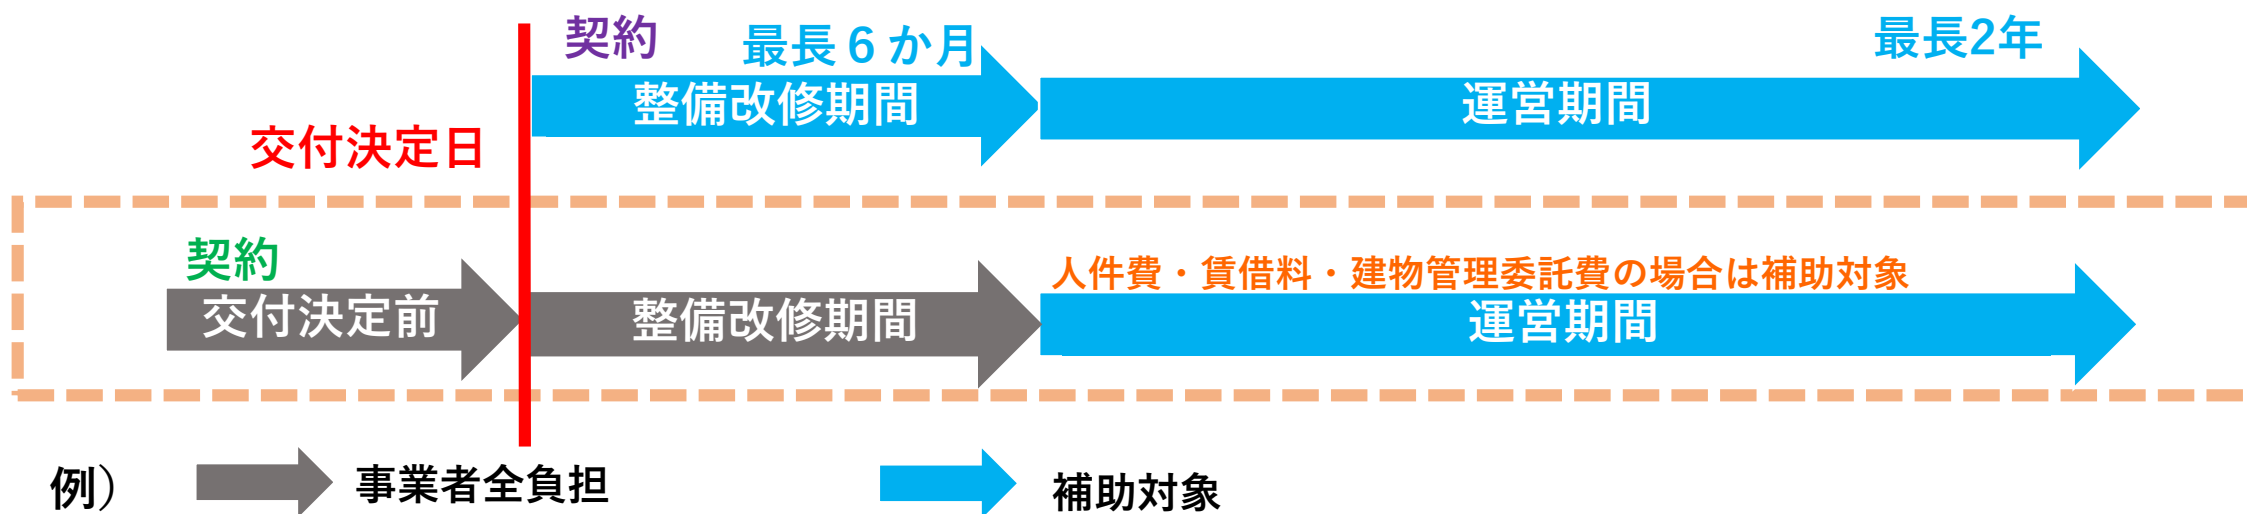 契約
最長６か月
最長2年
整備改修期間
運営期間
交付決定日
契約
人件費・賃借料・建物管理委託費の場合は補助対象
交付決定前
整備改修期間
運営期間
例）
事業者全負担
補助対象